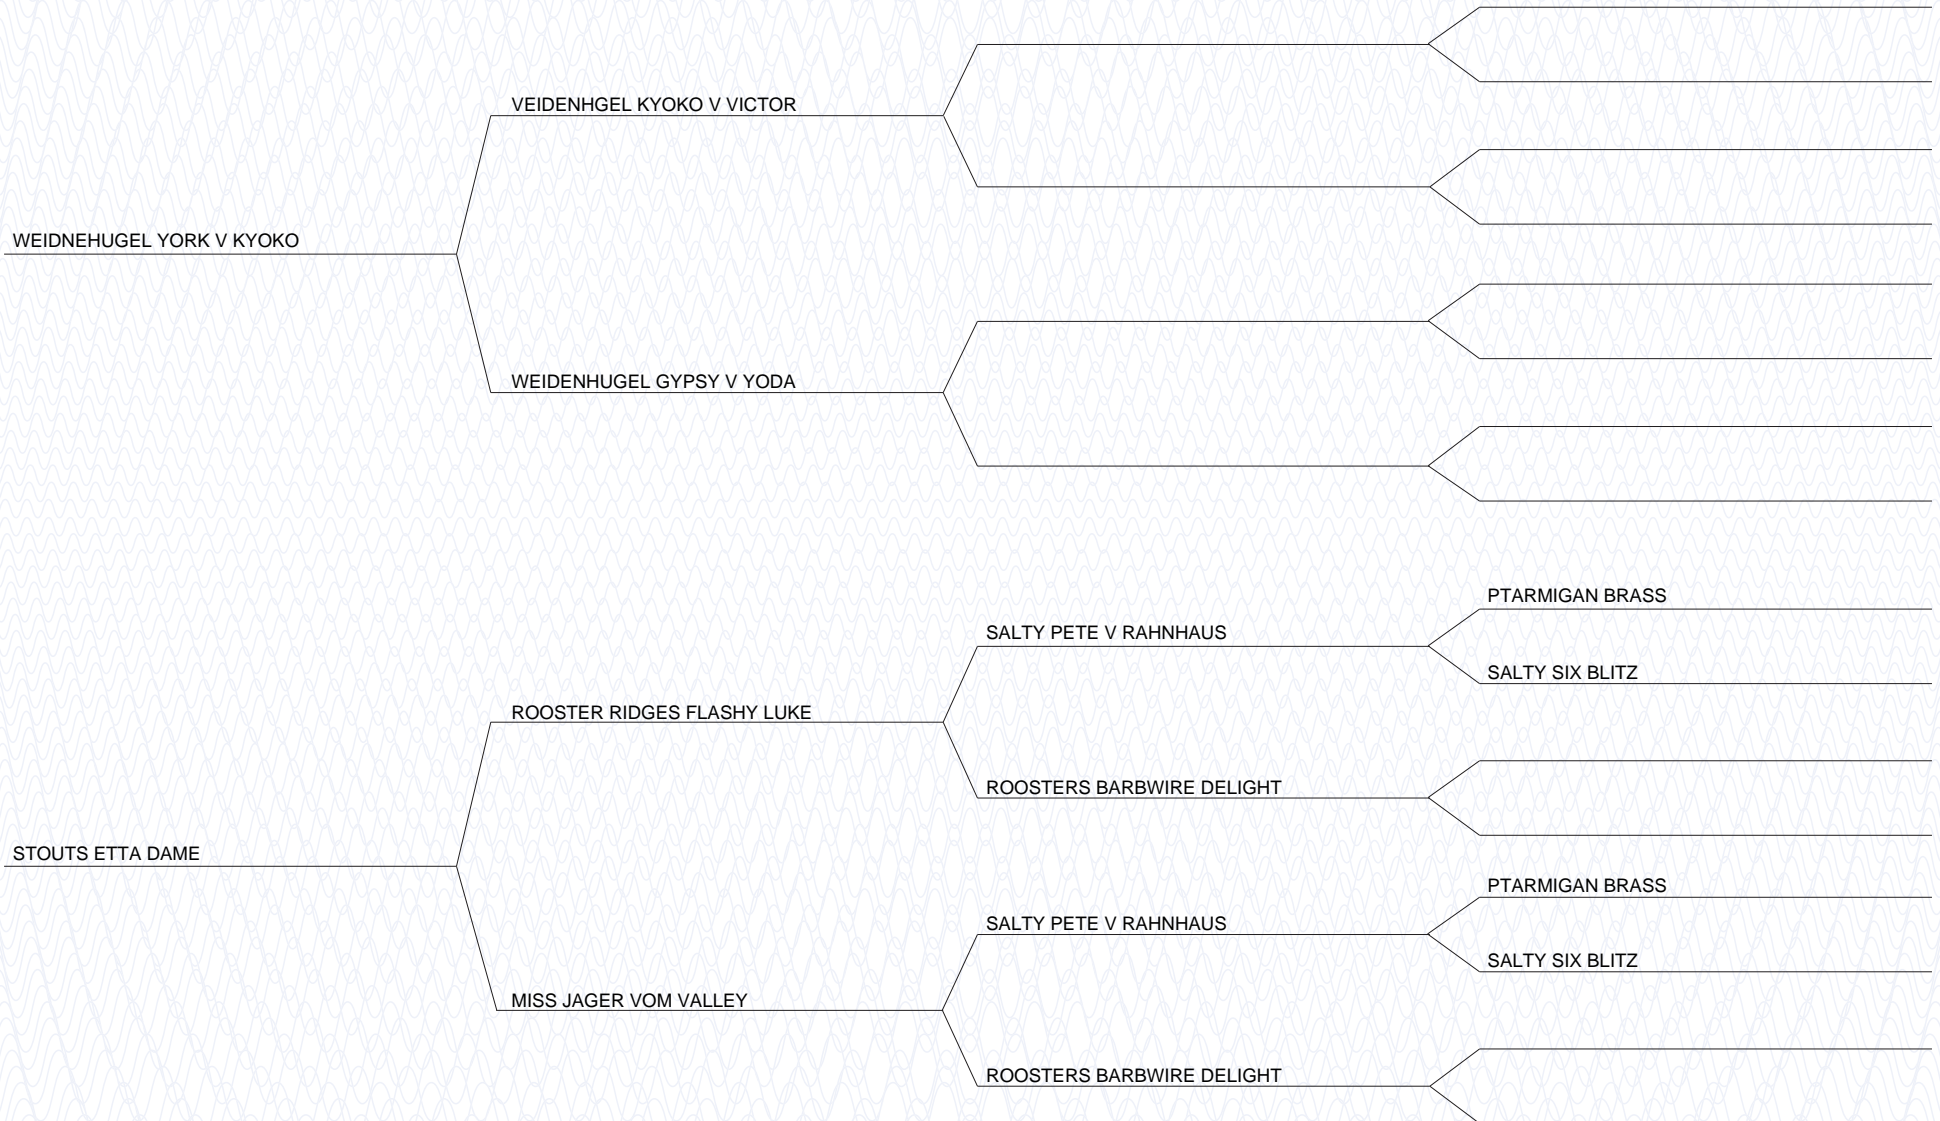 VEIDENHGEL KYOKO V VICTOR
WEIDNEHUGEL YORK V KYOKO
WEIDENHUGEL GYPSY V YODA
PTARMIGAN BRASS
SALTY PETE V RAHNHAUS
SALTY SIX BLITZ
ROOSTER RIDGES FLASHY LUKE
ROOSTERS BARBWIRE DELIGHT
STOUTS ETTA DAME
PTARMIGAN BRASS
SALTY PETE V RAHNHAUS
SALTY SIX BLITZ
MISS JAGER VOM VALLEY
ROOSTERS BARBWIRE DELIGHT